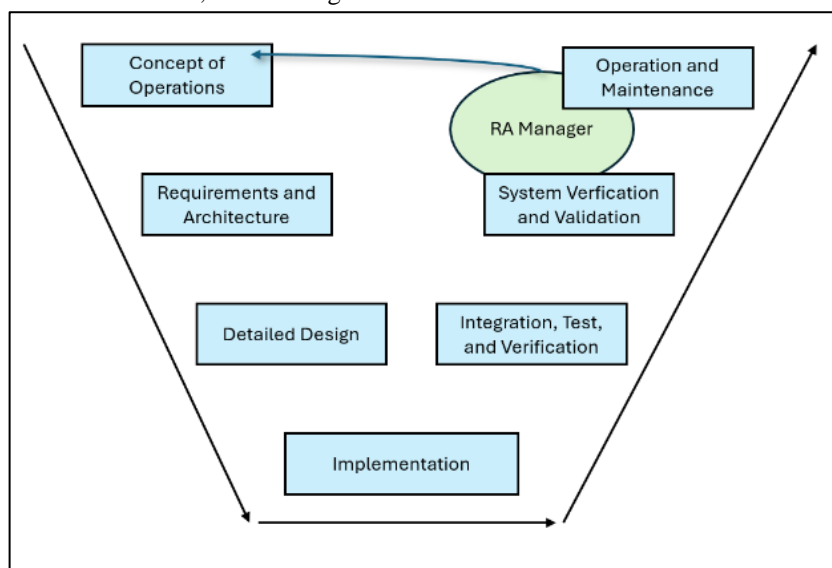 Concept of
Operations
Operation and
Maintenance
RA Manager
Requirements and
Architecture
System Verfication
and Validation
Detailed Design
Integration, Test,
and Verification
Implementation